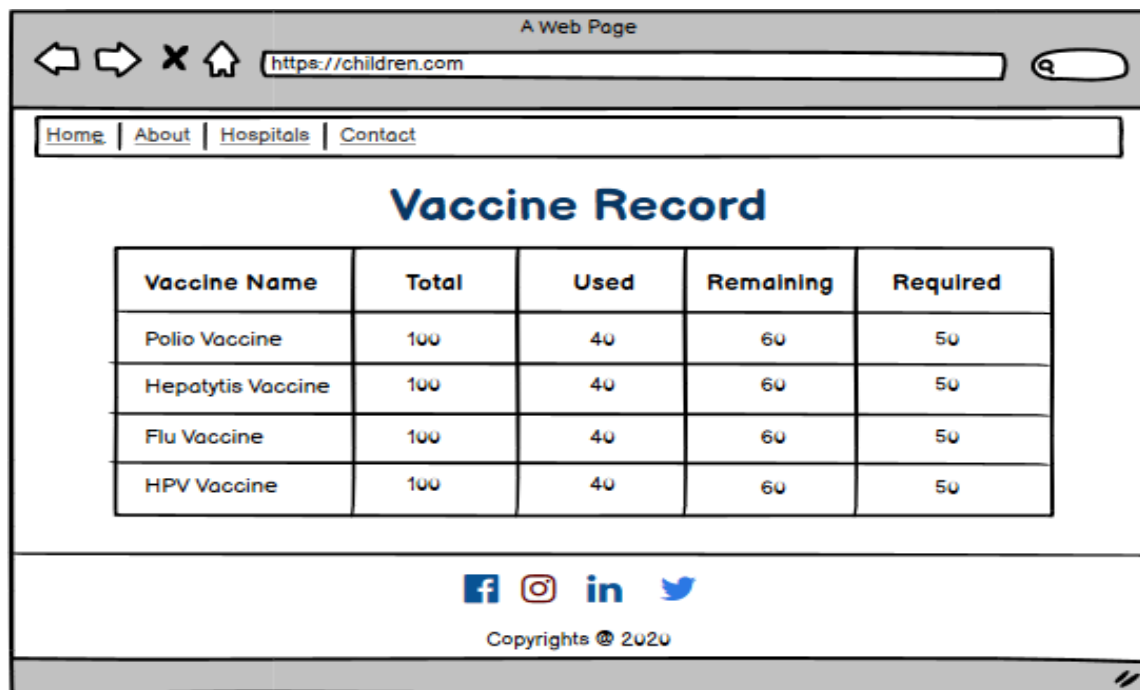 A Web Page
https://children.com
Home About Hospitals Contact
Vaccine Record
Vaccine Name Total Used Remaining Required
Polio Vaccine 100 40 60 50
Hepatytis Vaccine 100 40 60 50
Flu Vaccine 100 40 60 50
HPV Vaccine 100 40 60 50
Copyrights @ 2020